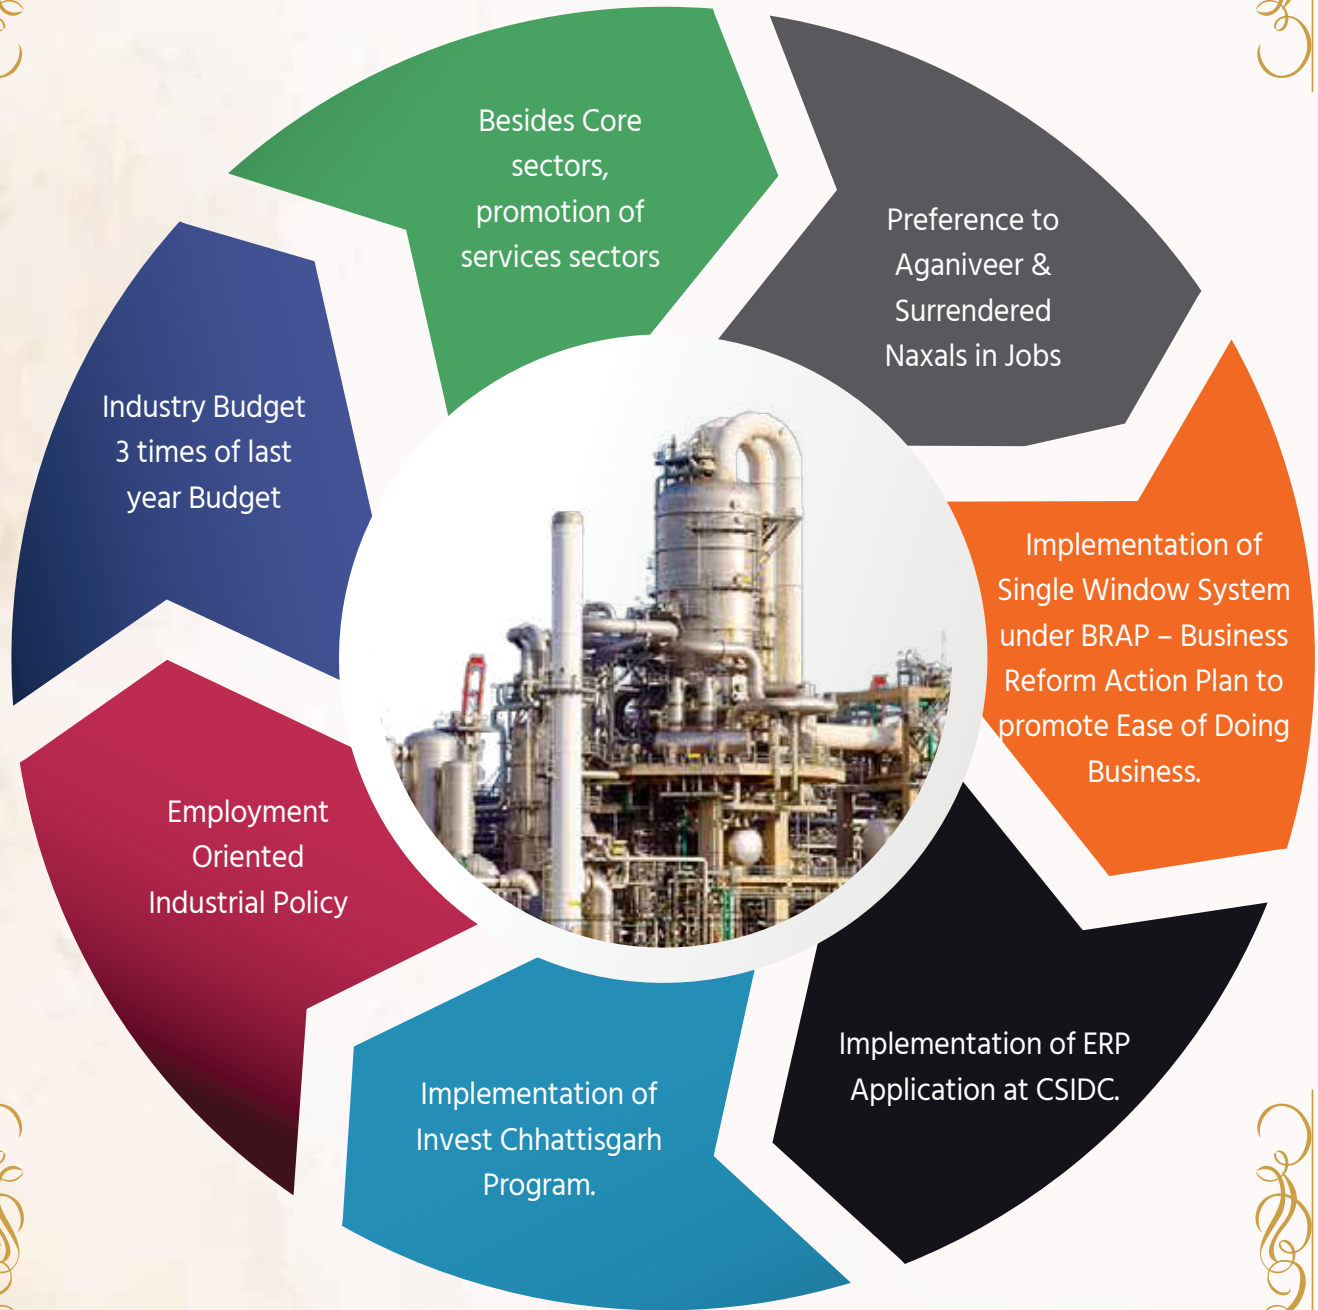 Besides Core
sectors,
promotion of
services sectors
Preference to
Aganiveer &
Surrendered
Naxals in Jobs
Implementation of
Single Window System
under BRAP – Business
Reform Action Plan to
promote Ease of Doing
Business.
Implementation of ERP
Application at CSIDC.
Implementation of
Invest Chhattisgarh
Program.
Employment
Oriented
Industrial Policy
Industry Budget
3 times of last
year Budget